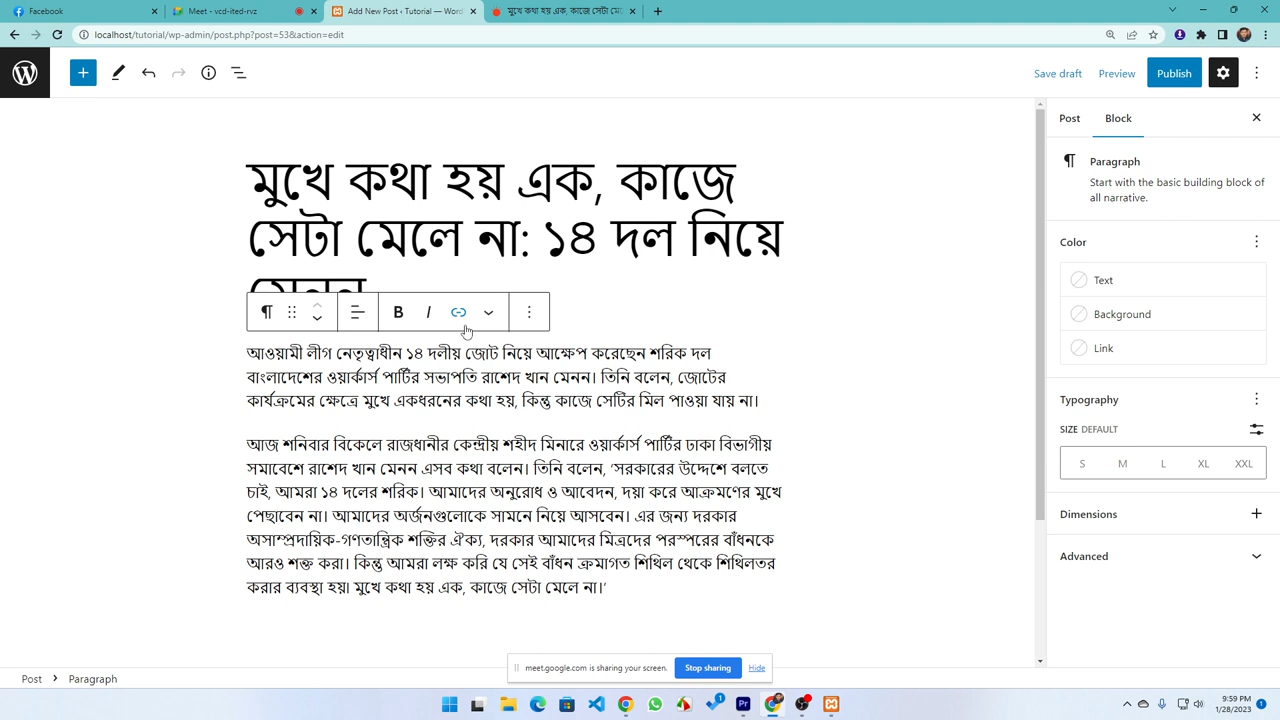 Facebook
Meet - vcd-ited-rvz
Add New Post ‹ Tutorial — Word
মুখে কথা হয় এক, কাজে সেটা মে
localhost/tutorial/wp-admin/post.php?post=53&action=edit
Save draft
Preview
Publish
মুখে কথা হয় এক, কাজে
সেটা মেলে না: ১৪ দল নিয়ে
আওয়ামী লীগ নেতৃত্বাধীন ১৪ দলীয় জোট নিয়ে আক্ষেপ করেছেন শরিক দল
বাংলাদেশের ওয়ার্কার্স পার্টির সভাপতি রাশেদ খান মেনন। তিনি বলেন, জোটের
কার্যক্রমের ক্ষেত্রে মুখে একধরনের কথা হয়, কিন্তু কাজে সেটির মিল পাওয়া যায় না।
আজ শনিবার বিকেলে রাজধানীর কেন্দ্রীয় শহীদ মিনারে ওয়ার্কার্স পার্টির ঢাকা বিভাগীয়
সমাবেশে রাশেদ খান মেনন এসব কথা বলেন। তিনি বলেন, ‘সরকারের উদ্দেশে বলতে
চাই, আমরা ১৪ দলের শরিক। আমাদের অনুরোধ ও আবেদন, দয়া করে আক্রমণের মুখে
পেছাবেন না। আমাদের অর্জনগুলোকে সামনে নিয়ে আসবেন। এর জন্য দরকার
অসাম্প্রদায়িক-গণতান্ত্রিক শক্তির ঐক্য, দরকার আমাদের মিত্রদের পরস্পরের বাঁধনকে
আরও শক্ত করা। কিন্তু আমরা লক্ষ করি যে সেই বাঁধন ক্রমাগত শিথিল থেকে শিথিলতর
করার ব্যবস্থা হয়। মুখে কথা হয় এক, কাজে সেটা মেলে না।’
Post
Block
Paragraph
Start with the basic building block of
all narrative.
Color
Text
Background
Link
Typography
SIZE DEFAULT
S M L XL XXL
Dimensions
Advanced
meet.google.com is sharing your screen.
Stop sharing
Hide
Post
Paragraph
9:59 PM
1/28/2023